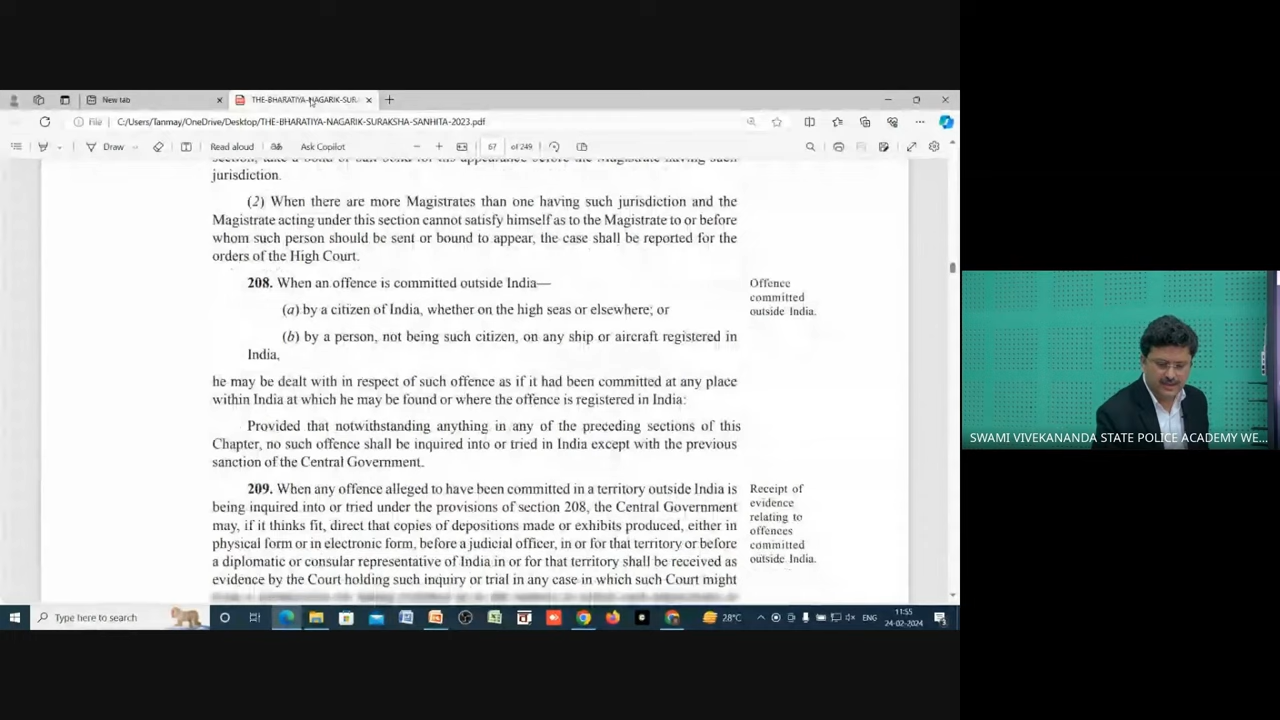 New tab
THE-BHARATIYA-NAGARIK-SUR
File
C:/Users/Tanmay/OneDrive/Desktop/THE-BHARATIYA-NAGARIK-SURAKSHA-SANHITA-2023.pdf
Draw
Read aloud
Ask Copilot
67 of 249
jurisdiction.
(2) When there are more Magistrates than one having such jurisdiction and the
Magistrate acting under this section cannot satisfy himself as to the Magistrate to or before
whom such person should be sent or bound to appear, the case shall be reported for the
orders of the High Court.
208. When an offence is committed outside India—
Offence
committed
outside India.
(a) by a citizen of India, whether on the high seas or elsewhere; or
(b) by a person, not being such citizen, on any ship or aircraft registered in
India,
he may be dealt with in respect of such offence as if it had been committed at any place
within India at which he may be found or where the offence is registered in India:
Provided that notwithstanding anything in any of the preceding sections of this
Chapter, no such offence shall be inquired into or tried in India except with the previous
sanction of the Central Government.
209. When any offence alleged to have been committed in a territory outside India is
being inquired into or tried under the provisions of section 208, the Central Government
may, if it thinks fit, direct that copies of depositions made or exhibits produced, either in
physical form or in electronic form, before a judicial officer, in or for that territory or before
a diplomatic or consular representative of India in or for that territory shall be received as
evidence by the Court holding such inquiry or trial in any case in which such Court might
Receipt of
evidence
relating to
offences
committed
outside India.
SWAMI VIVEKANANDA STATE POLICE ACADEMY WE...
Type here to search
28°C
ENG
11:55
24-02-2024